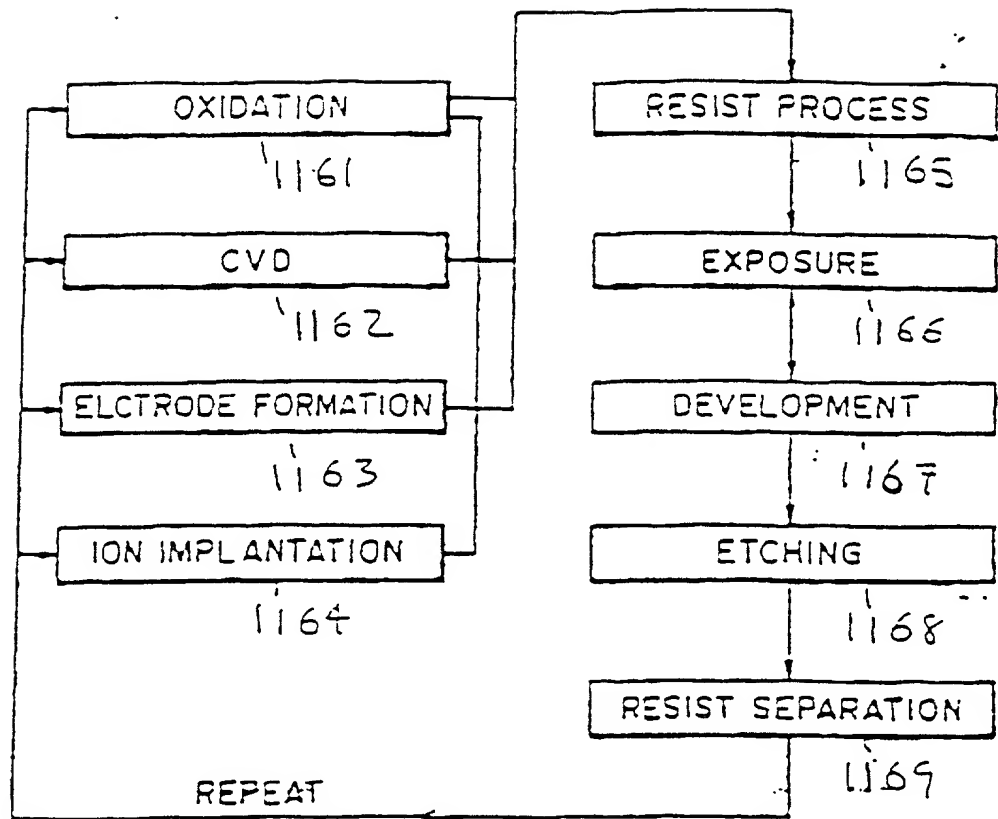 OXIDATION
1161
CVD
1162
ELCTRODE FORMATION
1163
ION IMPLANTATION
1164
RESIST PROCESS
1165
EXPOSURE
1166
DEVELOPMENT
1167
ETCHING
1168
RESIST SEPARATION
1169
REPEAT